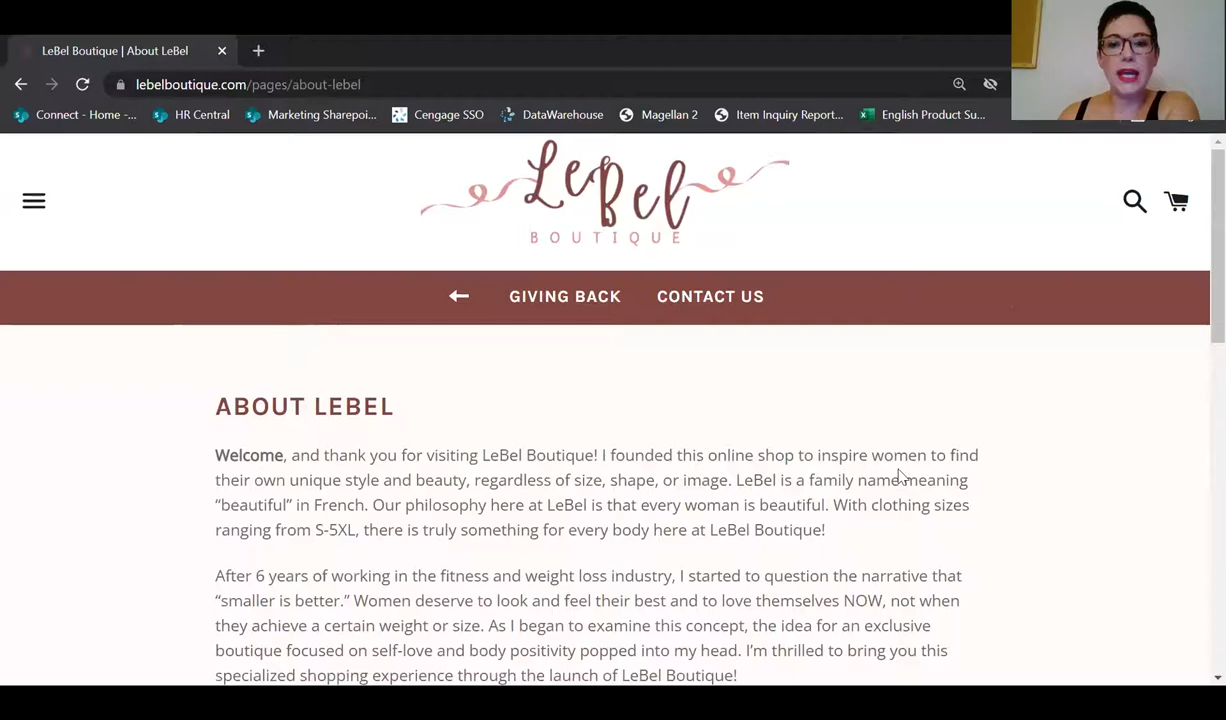 LeBel Boutique | About LeBel
lebelboutique.com/pages/about-lebel
Connect - Home -... HR Central Marketing Sharepoi... Cengage SSO DataWarehouse Magellan 2 Item Inquiry Report... English Product Su...
LeBel
BOUTIQUE
GIVING BACK CONTACT US
ABOUT LEBEL
Welcome, and thank you for visiting LeBel Boutique! I founded this online shop to inspire women to find
their own unique style and beauty, regardless of size, shape, or image. LeBel is a family name meaning
“beautiful” in French. Our philosophy here at LeBel is that every woman is beautiful. With clothing sizes
ranging from S-5XL, there is truly something for every body here at LeBel Boutique!
After 6 years of working in the fitness and weight loss industry, I started to question the narrative that
“smaller is better.” Women deserve to look and feel their best and to love themselves NOW, not when
they achieve a certain weight or size. As I began to examine this concept, the idea for an exclusive
boutique focused on self-love and body positivity popped into my head. I’m thrilled to bring you this
specialized shopping experience through the launch of LeBel Boutique!